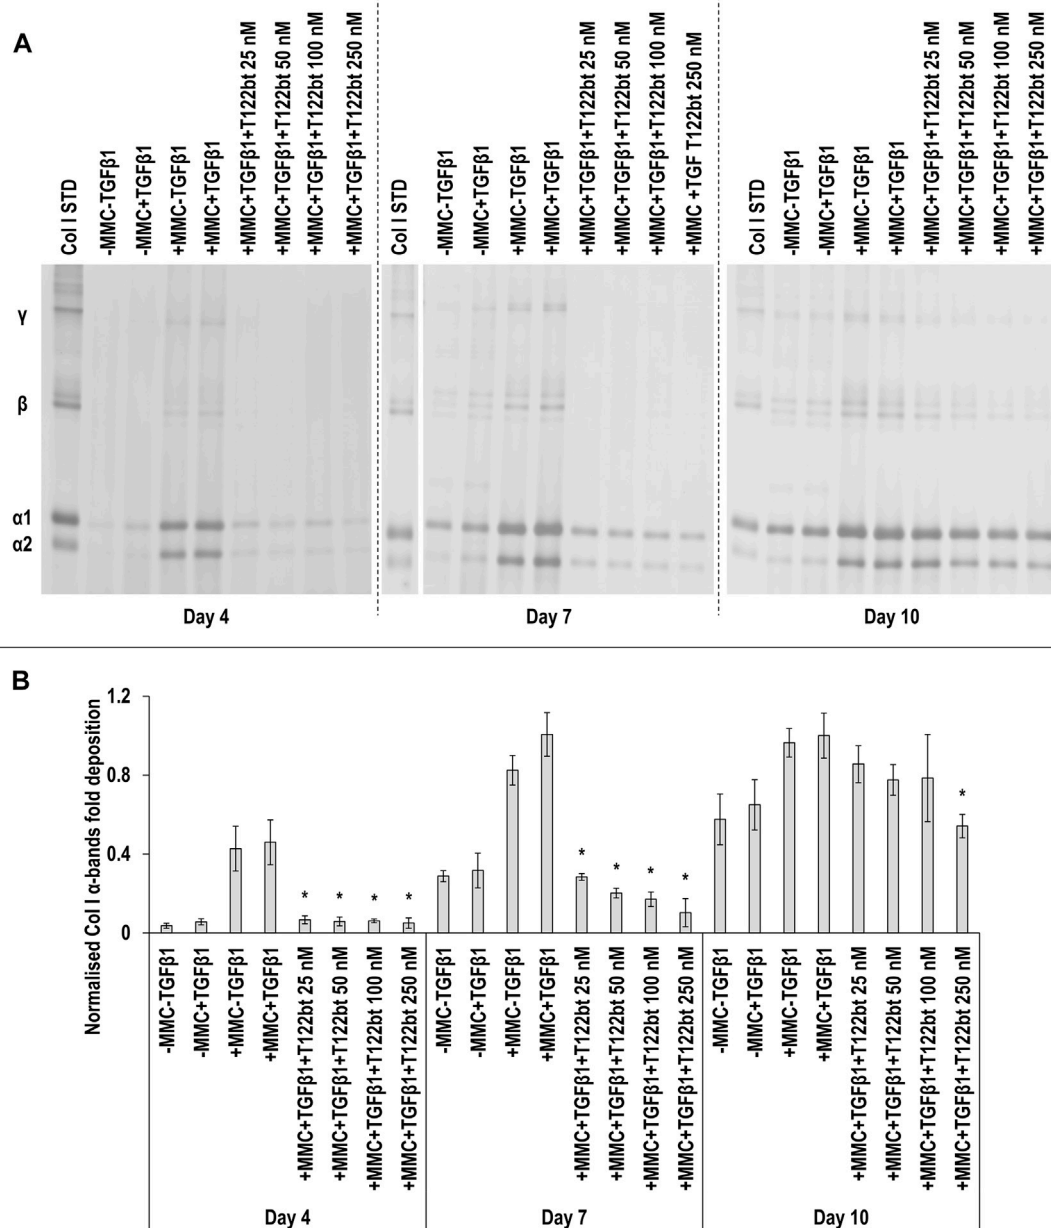 A
Col I STD
-MMC-TGFβ1
-MMC+TGFβ1
+MMC-TGFβ1
+MMC+TGFβ1
+MMC+TGFβ1+T122bt 25 nM
+MMC+TGFβ1+T122bt 50 nM
+MMC+TGFβ1+T122bt 100 nM
+MMC+TGFβ1+T122bt 250 nM
Col I STD
-MMC-TGFβ1
-MMC+TGFβ1
+MMC-TGFβ1
+MMC+TGFβ1
+MMC+TGFβ1+T122bt 25 nM
+MMC+TGFβ1+T122bt 50 nM
+MMC+TGFβ1+T122bt 100 nM
+MMC +TGF T122bt 250 nM
Col I STD
-MMC-TGFβ1
-MMC+TGFβ1
+MMC-TGFβ1
+MMC+TGFβ1
+MMC+TGFβ1+T122bt 25 nM
+MMC+TGFβ1+T122bt 50 nM
+MMC+TGFβ1+T122bt 100 nM
+MMC+TGFβ1+T122bt 250 nM
γ
β
α1
α2
Day 4
Day 7
Day 10
B
Normalised Col I α-bands fold deposition
1.2
0.8
0.4
0
*
*
*
*
*
*
*
*
*
-MMC-TGFβ1
-MMC+TGFβ1
+MMC-TGFβ1
+MMC+TGFβ1
+MMC+TGFβ1+T122bt 25 nM
+MMC+TGFβ1+T122bt 50 nM
+MMC+TGFβ1+T122bt 100 nM
+MMC+TGFβ1+T122bt 250 nM
-MMC-TGFβ1
-MMC+TGFβ1
+MMC-TGFβ1
+MMC+TGFβ1
+MMC+TGFβ1+T122bt 25 nM
+MMC+TGFβ1+T122bt 50 nM
+MMC+TGFβ1+T122bt 100 nM
+MMC+TGFβ1+T122bt 250 nM
-MMC-TGFβ1
-MMC+TGFβ1
+MMC-TGFβ1
+MMC+TGFβ1
+MMC+TGFβ1+T122bt 25 nM
+MMC+TGFβ1+T122bt 50 nM
+MMC+TGFβ1+T122bt 100 nM
+MMC+TGFβ1+T122bt 250 nM
Day 4
Day 7
Day 10